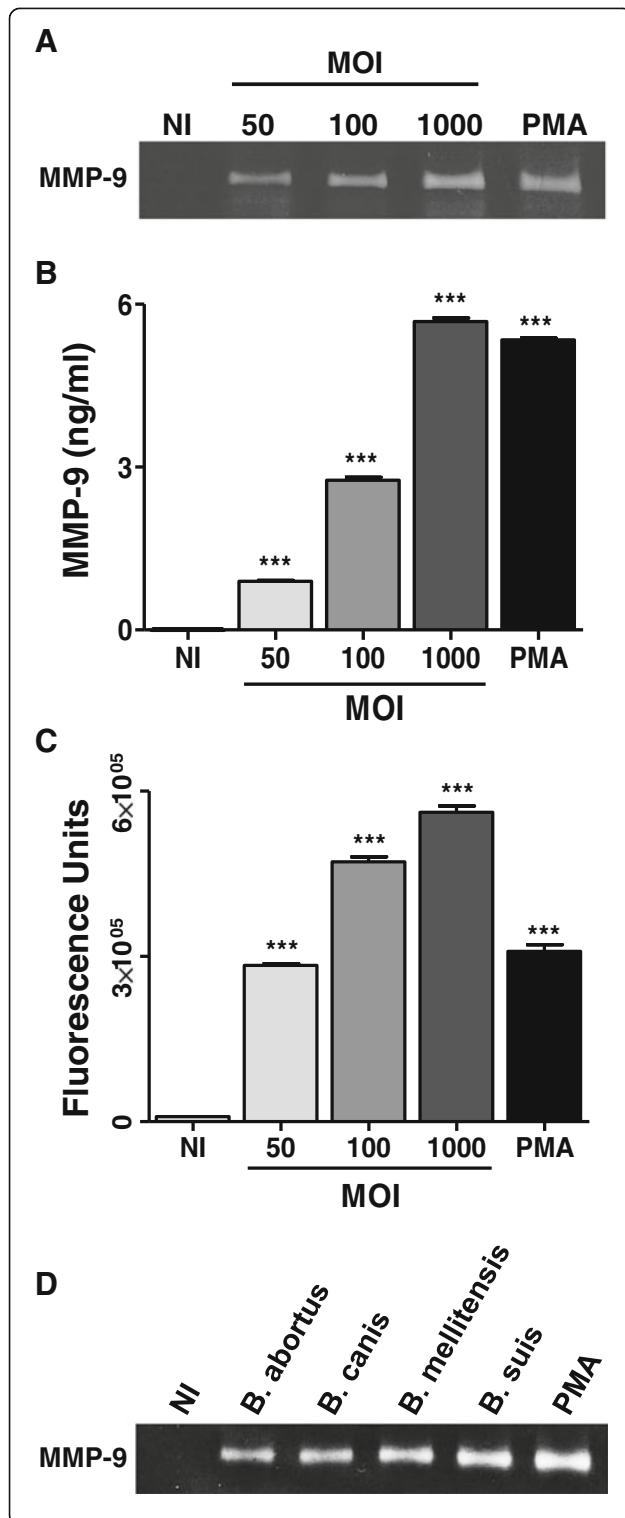 A
MOI
NI 50 100 1000 PMA
MMP-9
B
MMP-9 (ng/ml)
6
3
0
***
***
***
***
NI 50 100 1000 PMA
MOI
C
Fluorescence Units
6×10⁰⁵
3×10⁰⁵
0
***
***
***
***
NI 50 100 1000 PMA
MOI
D
NI B. abortus B. canis B. mellitensis B. suis PMA
MMP-9